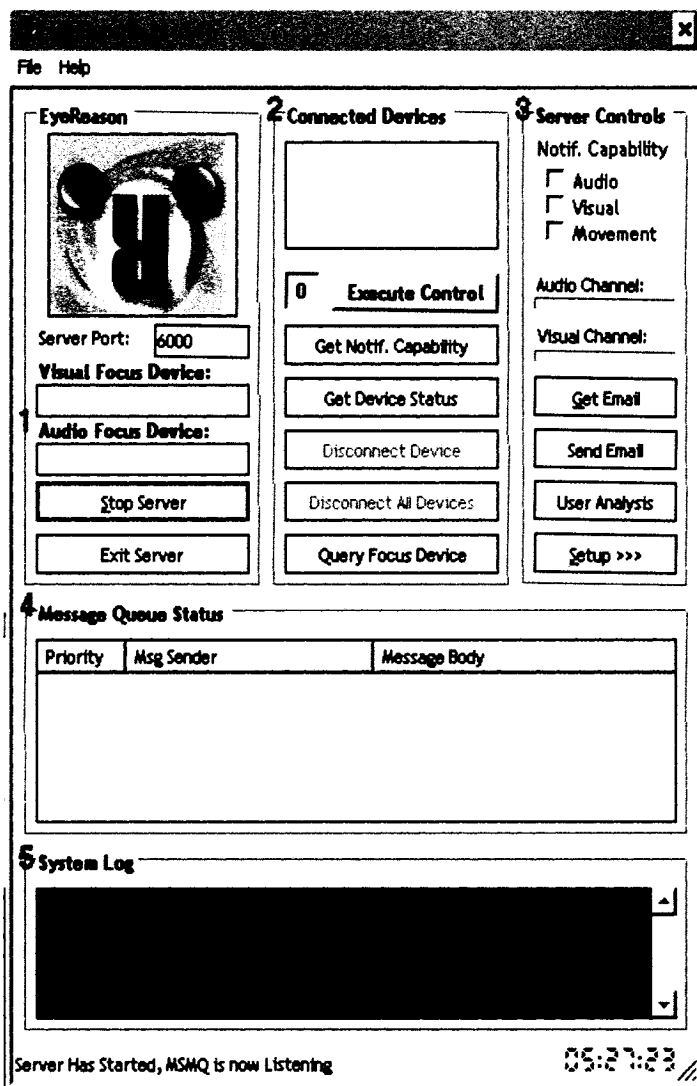 File Help
EyeReason
Server Port: 6000
Visual Focus Device:
1
Audio Focus Device:
Stop Server
Exit Server
2 Connected Devices
0 Execute Control
Get Notif. Capability
Get Device Status
Disconnect Device
Disconnect All Devices
Query Focus Device
3 Server Controls
Notif. Capability
Audio
Visual
Movement
Audio Channel:
Visual Channel:
Get Email
Send Email
User Analysis
Setup >>>
4 Message Queue Status
Priority Msg Sender Message Body
5 System Log
Server Has Started, MSMQ is now Listening 05:27:23